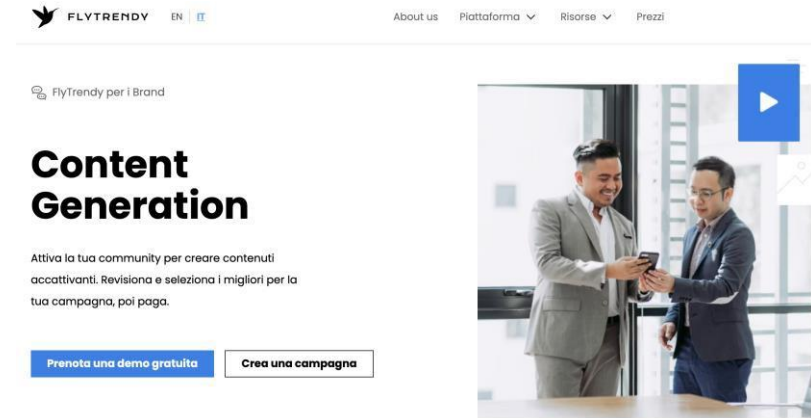 FLYTRENDY EN IT About us Piattaforma Risorse Prezzi
FlyTrendy per i Brand
Content
Generation
Attiva la tua community per creare contenuti
accattivanti. Revisiona e seleziona i migliori per la
tua campagna, poi paga.
Prenota una demo gratuita Crea una campagna